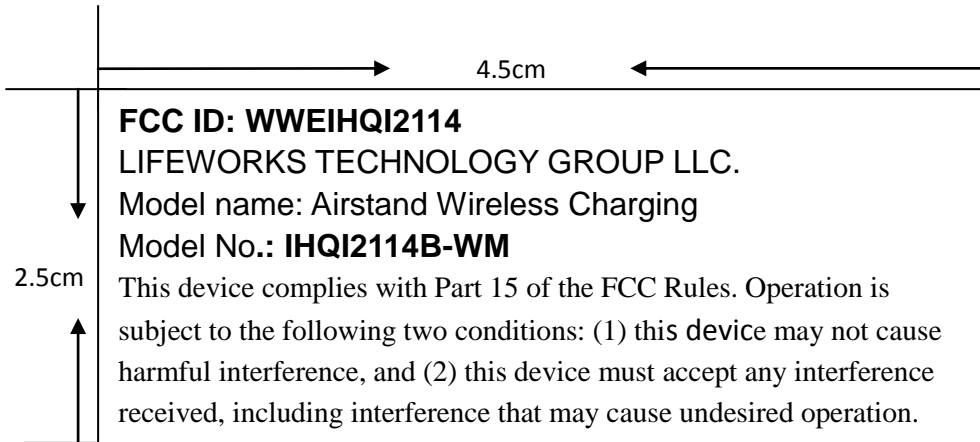 4.5cm
FCC ID: WWEIHQI2114
LIFEWORKS TECHNOLOGY GROUP LLC.
Model name: Airstand Wireless Charging
Model No.: IHQI2114B-WM
2.5cm
This device complies with Part 15 of the FCC Rules. Operation is
subject to the following two conditions: (1) this device may not cause
harmful interference, and (2) this device must accept any interference
received, including interference that may cause undesired operation.